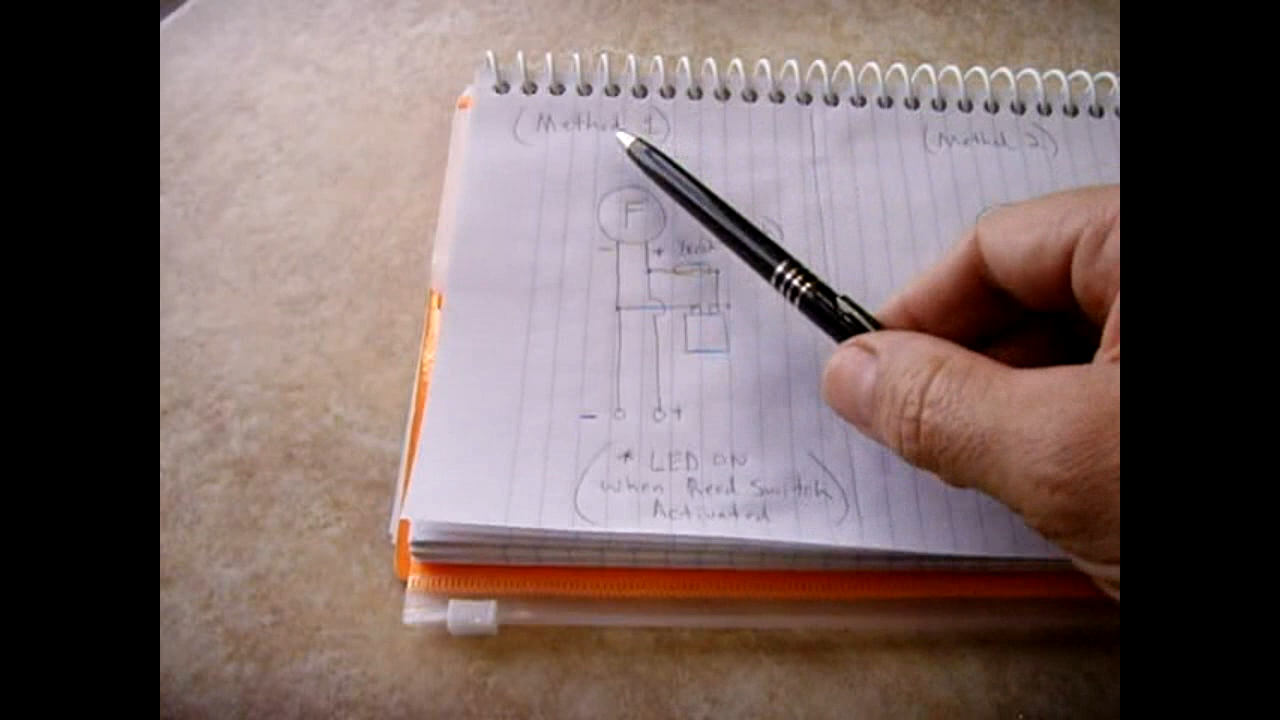 (Method 1)
(Method 2)
F
- +
- +
(* LED ON
when Reed Switch
Activated)